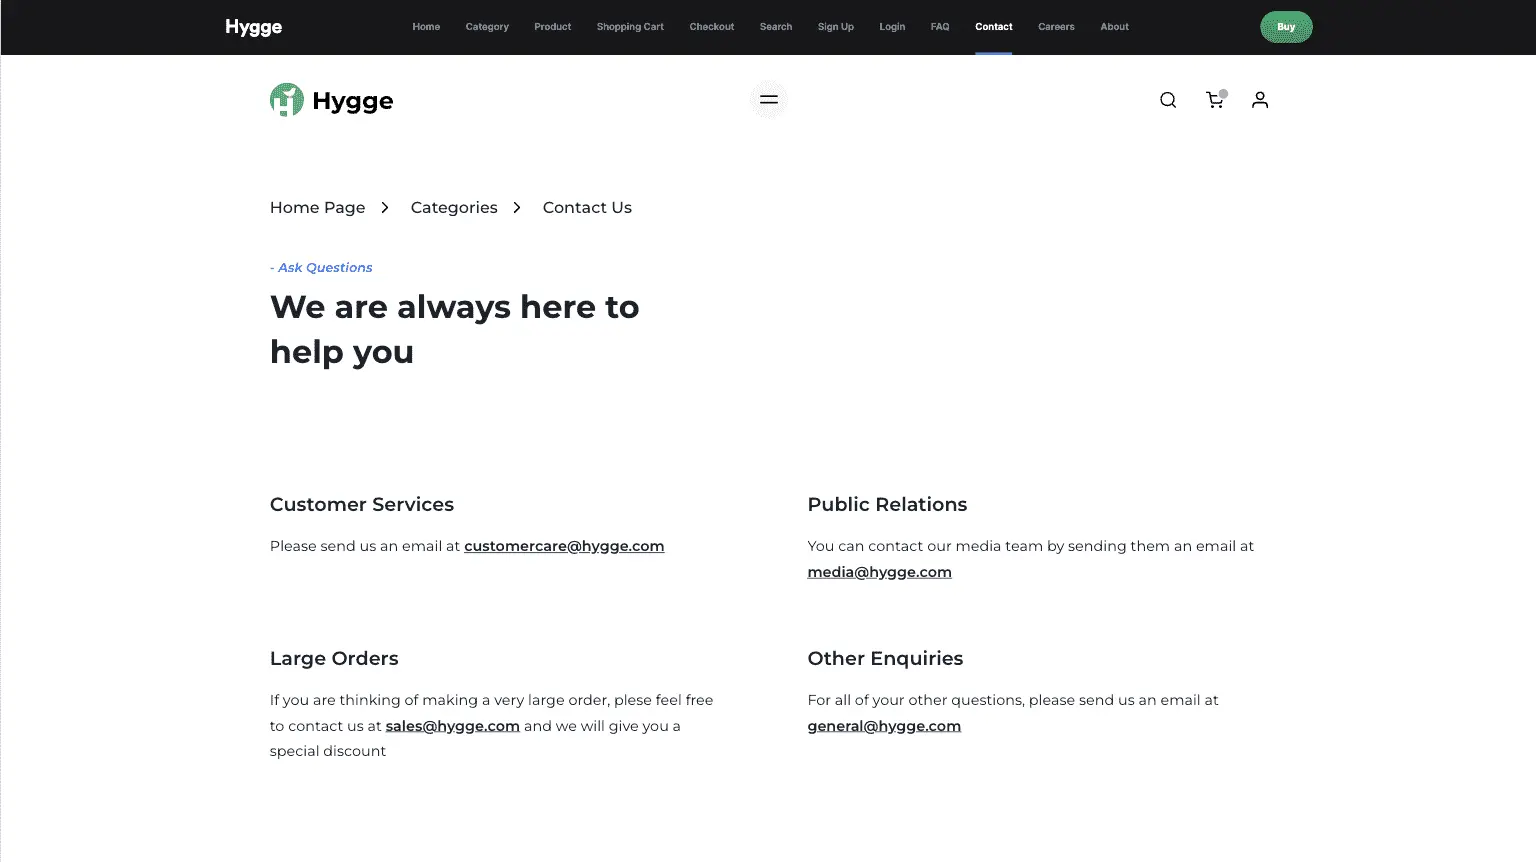 Hygge Home Category Product Shopping Cart Checkout Search Sign Up Login FAQ Contact Careers About Buy
Hygge
Home Page Categories Contact Us
- Ask Questions
We are always here to
help you
Customer Services
Please send us an email at customercare@hygge.com
Public Relations
You can contact our media team by sending them an email at
media@hygge.com
Large Orders
If you are thinking of making a very large order, plese feel free
to contact us at sales@hygge.com and we will give you a
special discount
Other Enquiries
For all of your other questions, please send us an email at
general@hygge.com